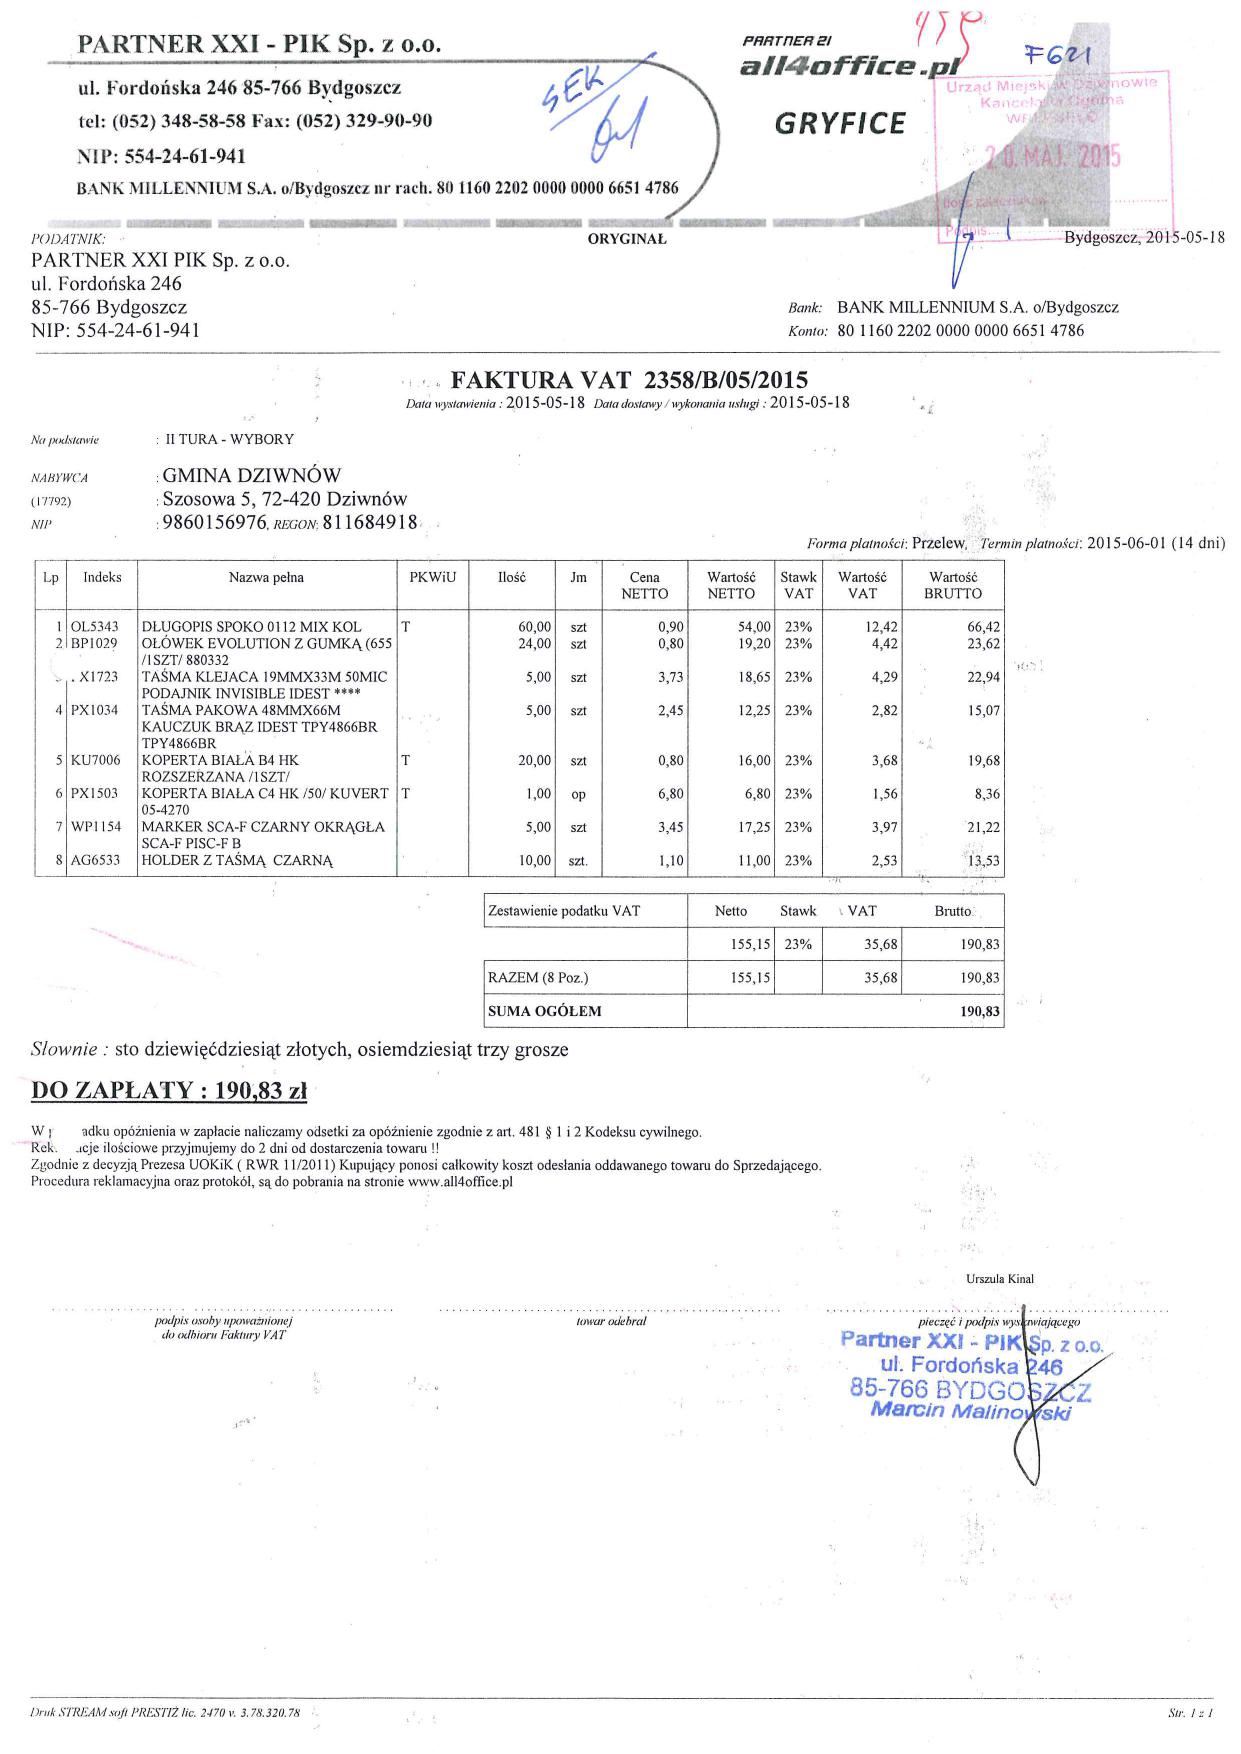 PARTNER XXI - PIK Sp. z o.o.
ul. Fordońska 246 85-766 Bydgoszcz
tel: (052) 348-58-58 Fax: (052) 329-90-90
NIP: 554-24-61-941
BANK MILLENNIUM S.A. o/Bydgoszcz nr rach. 80 1160 2202 0000 0000 6651 4786
SEK
PARTNER 21
all4office.pl
GRYFICE
F621
Urząd Miejski w Dziwnowie
Kancelaria Ogólna
20. MAJ. 2015
Podpis...
PODATNIK:
ORYGINAŁ
Bydgoszcz, 2015-05-18
PARTNER XXI PIK Sp. z o.o.
ul. Fordońska 246
85-766 Bydgoszcz
NIP: 554-24-61-941
Bank: BANK MILLENNIUM S.A. o/Bydgoszcz
Konto: 80 1160 2202 0000 0000 6651 4786
FAKTURA VAT 2358/B/05/2015
Data wystawienia : 2015-05-18 Data dostawy / wykonania usługi : 2015-05-18
Na podstawie : II TURA - WYBORY
NABYWCA : GMINA DZIWNÓW
(17792) : Szosowa 5, 72-420 Dziwnów
NIP : 9860156976, REGON: 811684918
Forma płatności: Przelew, Termin płatności: 2015-06-01 (14 dni)
Lp Indeks Nazwa pełna PKWiU Ilość Jm Cena NETTO Wartość NETTO Stawk VAT Wartość VAT Wartość BRUTTO
1 OL5343 DŁUGOPIS SPOKO 0112 MIX KOL T 60,00 szt 0,90 54,00 23% 12,42 66,42
2 BP1029 OŁÓWEK EVOLUTION Z GUMKĄ (655 24,00 szt 0,80 19,20 23% 4,42 23,62
/1SZT/ 880332
X1723 TAŚMA KLEJACA 19MMX33M 50MIC 5,00 szt 3,73 18,65 23% 4,29 22,94
PODAJNIK INVISIBLE IDEST ****
4 PX1034 TAŚMA PAKOWA 48MMX66M 5,00 szt 2,45 12,25 23% 2,82 15,07
KAUCZUK BRĄZ IDEST TPY4866BR
TPY4866BR
5 KU7006 KOPERTA BIAŁA B4 HK T 20,00 szt 0,80 16,00 23% 3,68 19,68
ROZSZERZANA /1SZT/
6 PX1503 KOPERTA BIAŁA C4 HK /50/ KUVERT T 1,00 op 6,80 6,80 23% 1,56 8,36
05-4270
7 WP1154 MARKER SCA-F CZARNY OKRĄGŁA 5,00 szt 3,45 17,25 23% 3,97 21,22
SCA-F PISC-F B
8 AG6533 HOLDER Z TAŚMĄ CZARNĄ 10,00 szt. 1,10 11,00 23% 2,53 13,53
Zestawienie podatku VAT Netto Stawk VAT Brutto
155,15 23% 35,68 190,83
RAZEM (8 Poz.) 155,15 35,68 190,83
SUMA OGÓŁEM 190,83
Słownie : sto dziewięćdziesiąt złotych, osiemdziesiąt trzy grosze
DO ZAPŁATY : 190,83 zł
W adku opóźnienia w zapłacie naliczamy odsetki za opóźnienie zgodnie z art. 481 § 1 i 2 Kodeksu cywilnego.
Rek cje ilościowe przyjmujemy do 2 dni od dostarczenia towaru !!
Zgodnie z decyzją Prezesa UOKiK ( RWR 11/2011) Kupujący ponosi całkowity koszt odesłania oddawanego towaru do Sprzedającego.
Procedura reklamacyjna oraz protokół, są do pobrania na stronie www.all4office.pl
Urszula Kinal
podpis osoby upoważnionej
do odbioru Faktury VAT
towar odebrał
pieczęć i podpis wystawiającego
Partner XXI - PIK Sp. z o.o.
ul. Fordońska 246
85-766 BYDGOSZCZ
Marcin Malinowski
Druk STREAM soft PRESTIŻ lic. 2470 v. 3.78.320.78
Str. 1 z 1